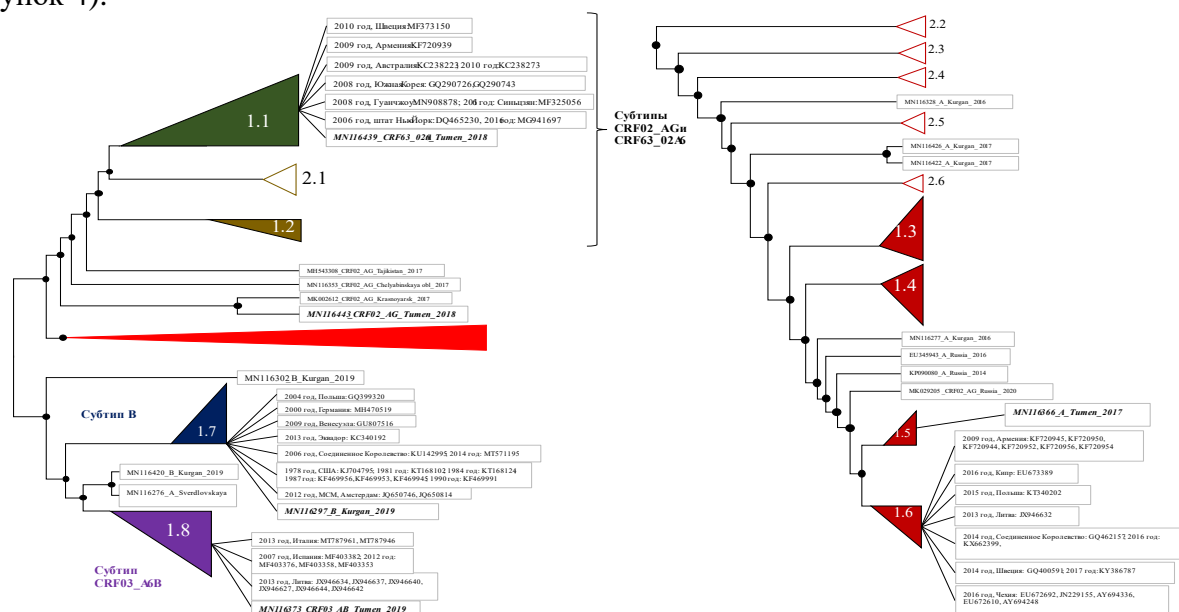 унок 4).
2010 год, Швеция: MF373150
2009 год, Армения: KF720939
2009 год, Австралия: KC238223; 2010 год: KC238273
2008 год, Южная Корея: GQ290726, GQ290743
2008 год, Гуанчжоу: MN908878; год: Синьцзян: MF325056
2006 год, штат Нью-Йорк: DQ465230, 2016 год: MG941697
MN116439_CRF63_02A1_Tumen_2018
1.1
2.1
1.2
Субтипы
CRF02_AG и
CRF63_02A6
MH543308_CRF02_AG_Tajikistan_2017
MN116353_CRF02_AG_Chelyabinskaya obl_2017
MK002612_CRF02_AG_Krasnoyarsk_2017
MN116443_CRF02_AG_Tumen_2018
MN116302_B_Kurgan_2019
Субтип B
1.7
2004 год, Польша: GQ399320
2000 год, Германия: MH470519
2009 год, Венесуэла: GU807516
2013 год, Эквадор: KC340192
2006 год, Соединенное Королевство: KU142995, 2014 год: MT571195
1978 год, США: KJ704795; 1981 год: KT168102 1984 год: KT168124
1987 год: KF469956, KF469953, KF469945 1990 год: KF469991
2012 год, МСМ, Амстердам: JQ650746, JQ650814
MN116297_B_Kurgan_2019
MN116420_B_Kurgan_2019
MN116276_A_Sverdlovskaya
1.8
Субтип
CRF03_A6B
2013 год, Италия: MT787961, MT787946
2007 год, Испания: MF403382; 2012 год:
MF403376, MF403358, MF403353
2013 год, Литва: JX946634, JX946637, JX946640,
JX946627, JX946644, JX946642
MN116373_CRF03_AB_Tumen_2019
2.2
2.3
2.4
MN116328_A_Kurgan_2016
2.5
MN116426_A_Kurgan_2017
MN116422_A_Kurgan_2017
2.6
1.3
1.4
MN116277_A_Kurgan_2016
EU345943_A_Russia_2016
KP090080_A_Russia_2014
MK029205_CRF02_AG_Russia_2020
1.5
MN116366_A_Tumen_2017
1.6
2009 год, Армения: KF720945, KF720950,
KF720944, KF720952, KF720956, KF720954
2016 год, Кипр: EU673389
2015 год, Польша: KT340202
2013 год, Литва: JX946632
2014 год, Соединенное Королевство: GQ462157, 2016 год:
KX662399,
2014 год, Швеция: GQ400591; 2017 год: KY386787
2016 год, Чехия: EU672692, JN229155, AY694336,
EU672610, AY694248